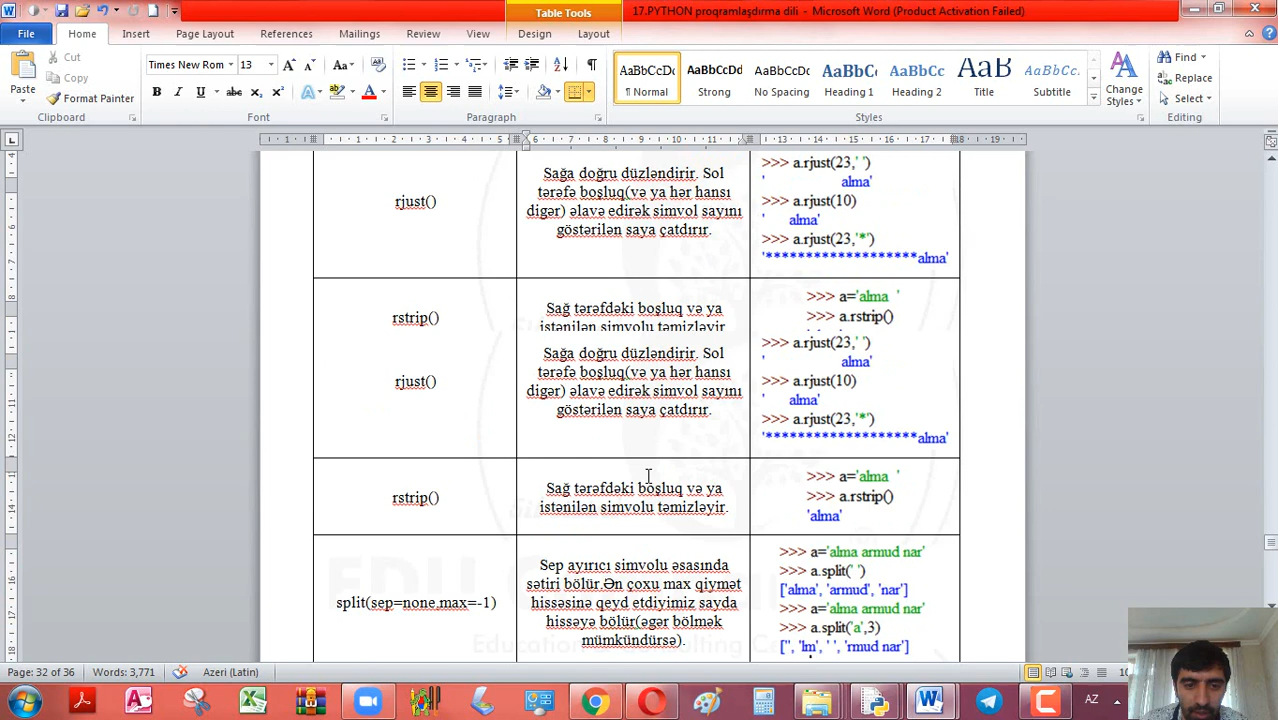 17.PYTHON proqramlaşdırma dili - Microsoft Word (Product Activation Failed)
Table Tools
File
Home
Insert
Page Layout
References
Mailings
Review
View
Design
Layout
Paste
Cut
Copy
Format Painter
Clipboard
Times New Rom
13
Font
Paragraph
AaBbCcDc
¶ Normal
AaBbCcDd
Strong
AaBbCcDd
No Spacing
AaBbCc
Heading 1
AaBbCc
Heading 2
AaB
Title
AaBbCc.
Subtitle
Change Styles
Styles
Find
Replace
Select
Editing
rjust()
Sağa doğru düzləndirir. Sol
tərəfə boşluq(və ya hər hansı
digər) əlavə edirək simvol sayını
göstərilən saya çatdırır.
>>> a.rjust(23,' ')
'                   alma'
>>> a.rjust(10)
'      alma'
>>> a.rjust(23,'*')
'*******************alma'
rstrip()
Sağ tərəfdəki boşluq və ya
istənilən simvolu təmizləyir
>>> a='alma  '
>>> a.rstrip()
rjust()
Sağa doğru düzləndirir. Sol
tərəfə boşluq(və ya hər hansı
digər) əlavə edirək simvol sayını
göstərilən saya çatdırır.
>>> a.rjust(23,' ')
'                   alma'
>>> a.rjust(10)
'      alma'
>>> a.rjust(23,'*')
'*******************alma'
rstrip()
Sağ tərəfdəki boşluq və ya
istənilən simvolu təmizləyir.
>>> a='alma  '
>>> a.rstrip()
'alma'
split(sep=none,max=-1)
Sep ayırıcı simvolu əsasında
sətiri bölür.Ən çoxu max qiymət
hissəsinə qeyd etdiyimiz sayda
hissəyə bölür(əgər bölmək
mümkündürsə).
>>> a='alma armud nar'
>>> a.split(' ')
['alma', 'armud', 'nar']
>>> a='alma armud nar'
>>> a.split('a',3)
['', 'lm', ' ', 'rmud nar']
Page: 32 of 36
Words: 3,771
Azeri (Latin)
AZ